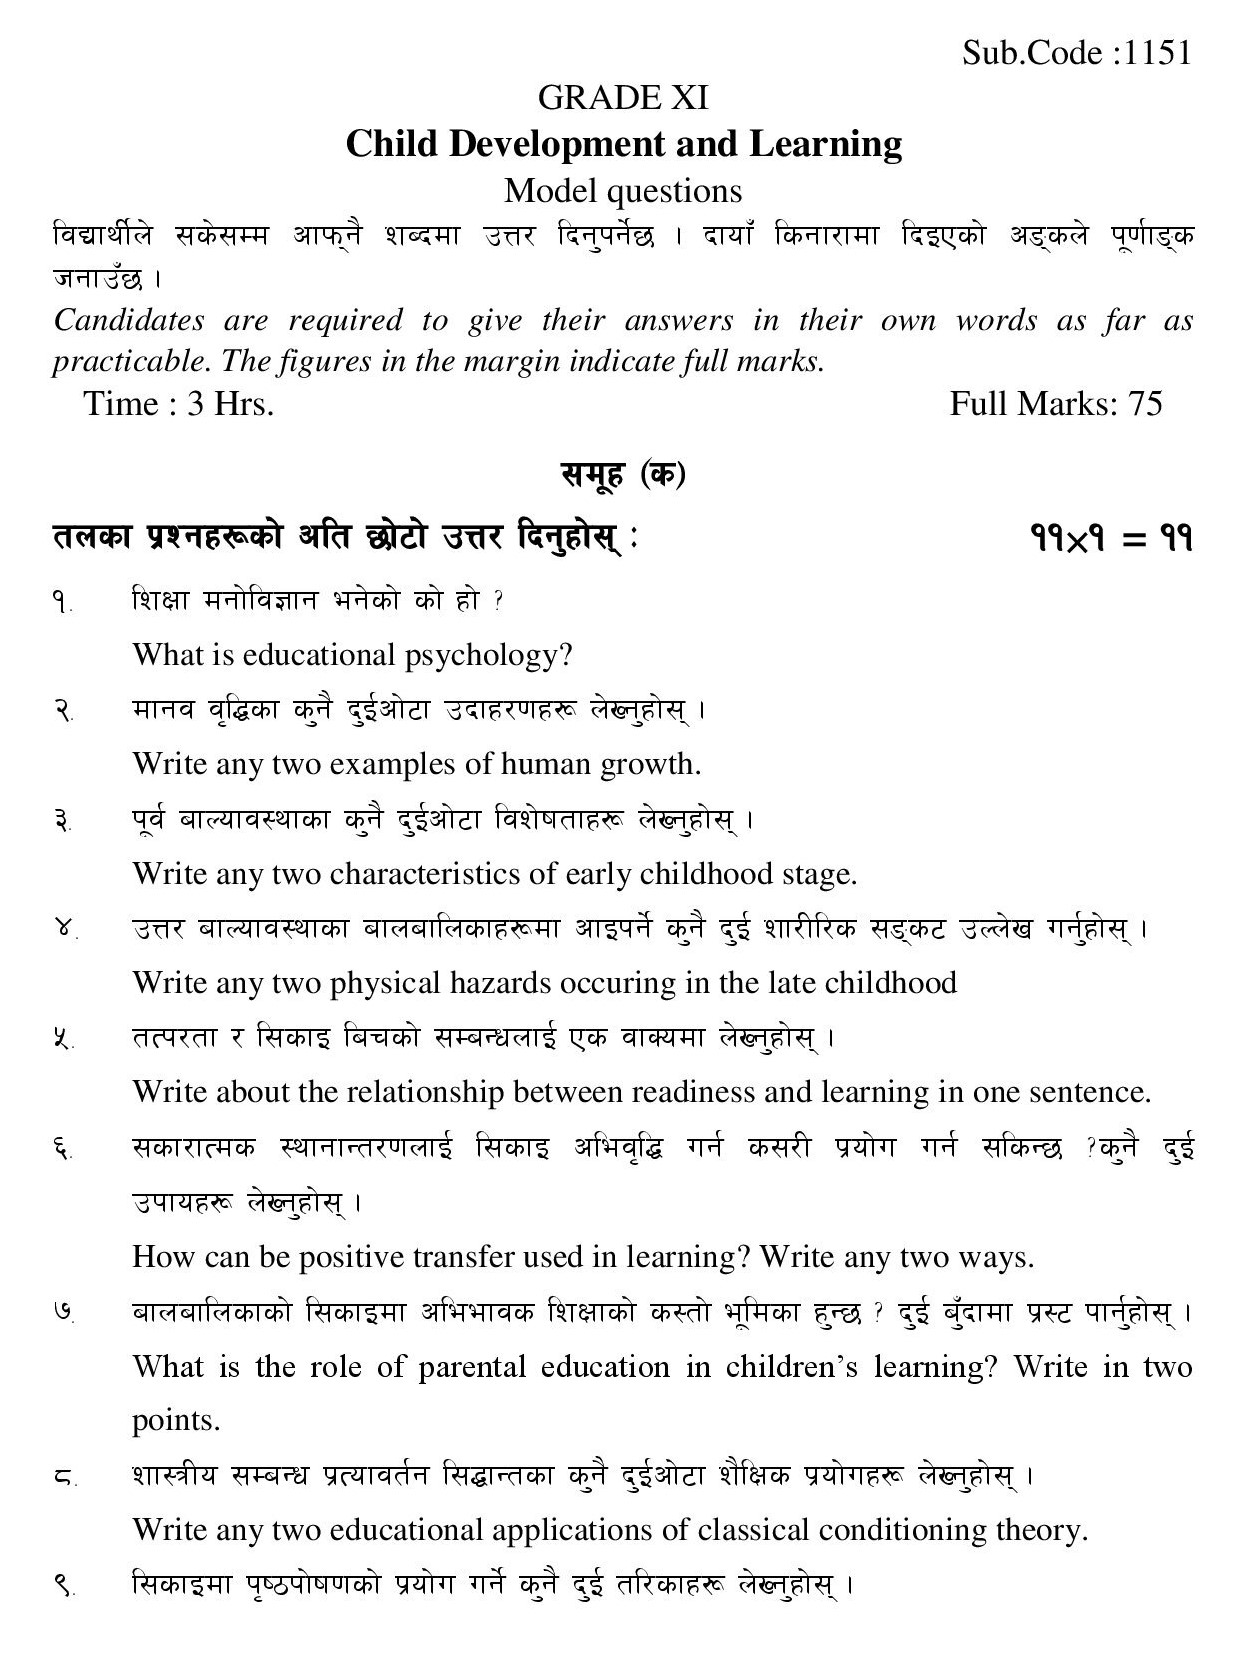 Sub.Code :1151
GRADE XI
Child Development and Learning
Model questions
विद्यार्थीले सकेसम्म आफ्नै शब्दमा उत्तर दिनुपर्नेछ । दायाँ किनारामा दिइएको अङ्कले पूर्णाङ्क
जनाउँछ ।
Candidates are required to give their answers in their own words as far as
practicable. The figures in the margin indicate full marks.
Time : 3 Hrs. Full Marks: 75
समूह (क)
तलका प्रश्नहरूको अति छोटो उत्तर दिनुहोस् : ११×१ = ११
१. शिक्षा मनोविज्ञान भनेको को हो ?
What is educational psychology?
२. मानव वृद्धिका कुनै दुईओटा उदाहरणहरू लेख्नुहोस् ।
Write any two examples of human growth.
३. पूर्व बाल्यावस्थाका कुनै दुईओटा विशेषताहरू लेख्नुहोस् ।
Write any two characteristics of early childhood stage.
४. उत्तर बाल्यावस्थाका बालबालिकाहरूमा आइपर्ने कुनै दुई शारीरिक सङ्कट उल्लेख गर्नुहोस् ।
Write any two physical hazards occuring in the late childhood
५. तत्परता र सिकाइ बिचको सम्बन्धलाई एक वाक्यमा लेख्नुहोस् ।
Write about the relationship between readiness and learning in one sentence.
६. सकारात्मक स्थानान्तरणलाई सिकाइ अभिवृद्धि गर्न कसरी प्रयोग गर्न सकिन्छ ?कुनै दुई
उपायहरू लेख्नुहोस् ।
How can be positive transfer used in learning? Write any two ways.
७. बालबालिकाको सिकाइमा अभिभावक शिक्षाको कस्तो भूमिका हुन्छ ? दुई बुँदामा प्रस्ट पार्नुहोस् ।
What is the role of parental education in children’s learning? Write in two
points.
८. शास्त्रीय सम्बन्ध प्रत्यावर्तन सिद्धान्तका कुनै दुईओटा शैक्षिक प्रयोगहरू लेख्नुहोस् ।
Write any two educational applications of classical conditioning theory.
९. सिकाइमा पृष्ठपोषणको प्रयोग गर्ने कुनै दुई तरिकाहरू लेख्नुहोस् ।